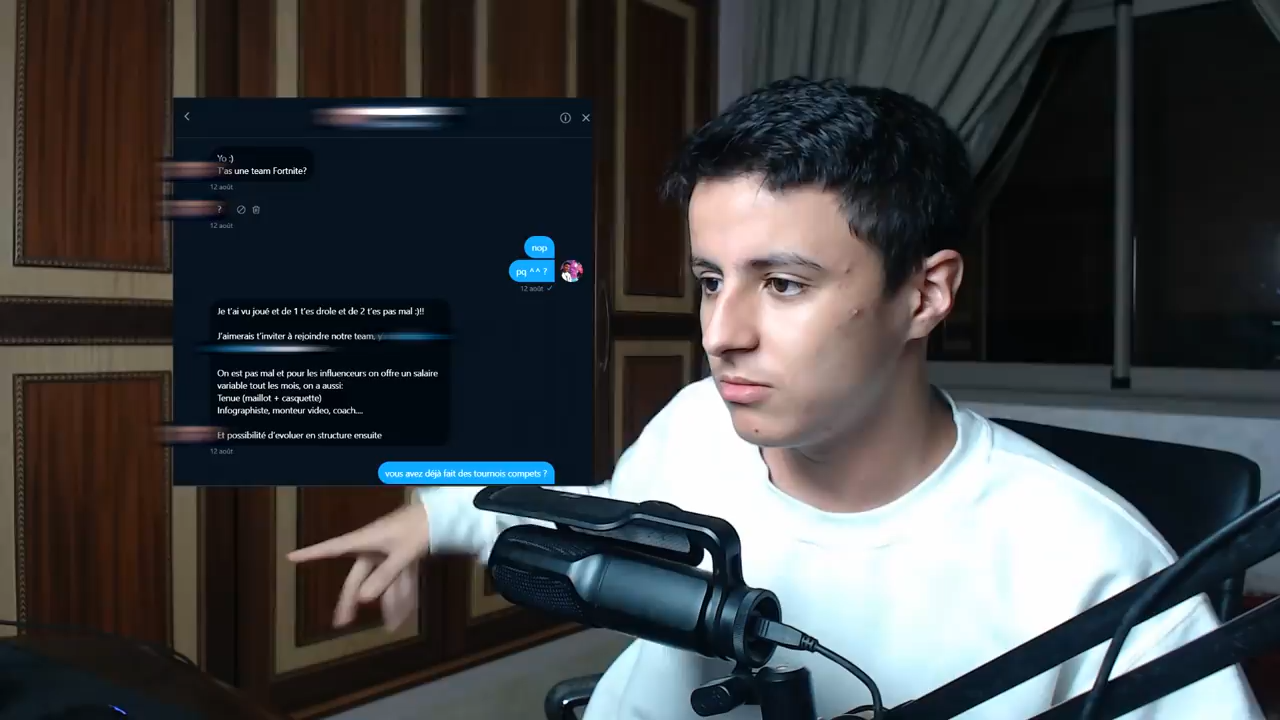 Yo :)
T'as une team Fortnite?
12 août
?
12 août
nop
pq ^^ ?
12 août ✓
Je t'ai vu joué et de 1 t'es drole et de 2 t'es pas mal :)!!
J'aimerais t'inviter à rejoindre notre team,
On est pas mal et pour les influenceurs on offre un salaire
variable tout les mois, on a aussi:
Tenue (maillot + casquette)
Infographiste, monteur video, coach....
Et possibilité d'evoluer en structure ensuite
12 août
vous avez déjà fait des tournois compets ?